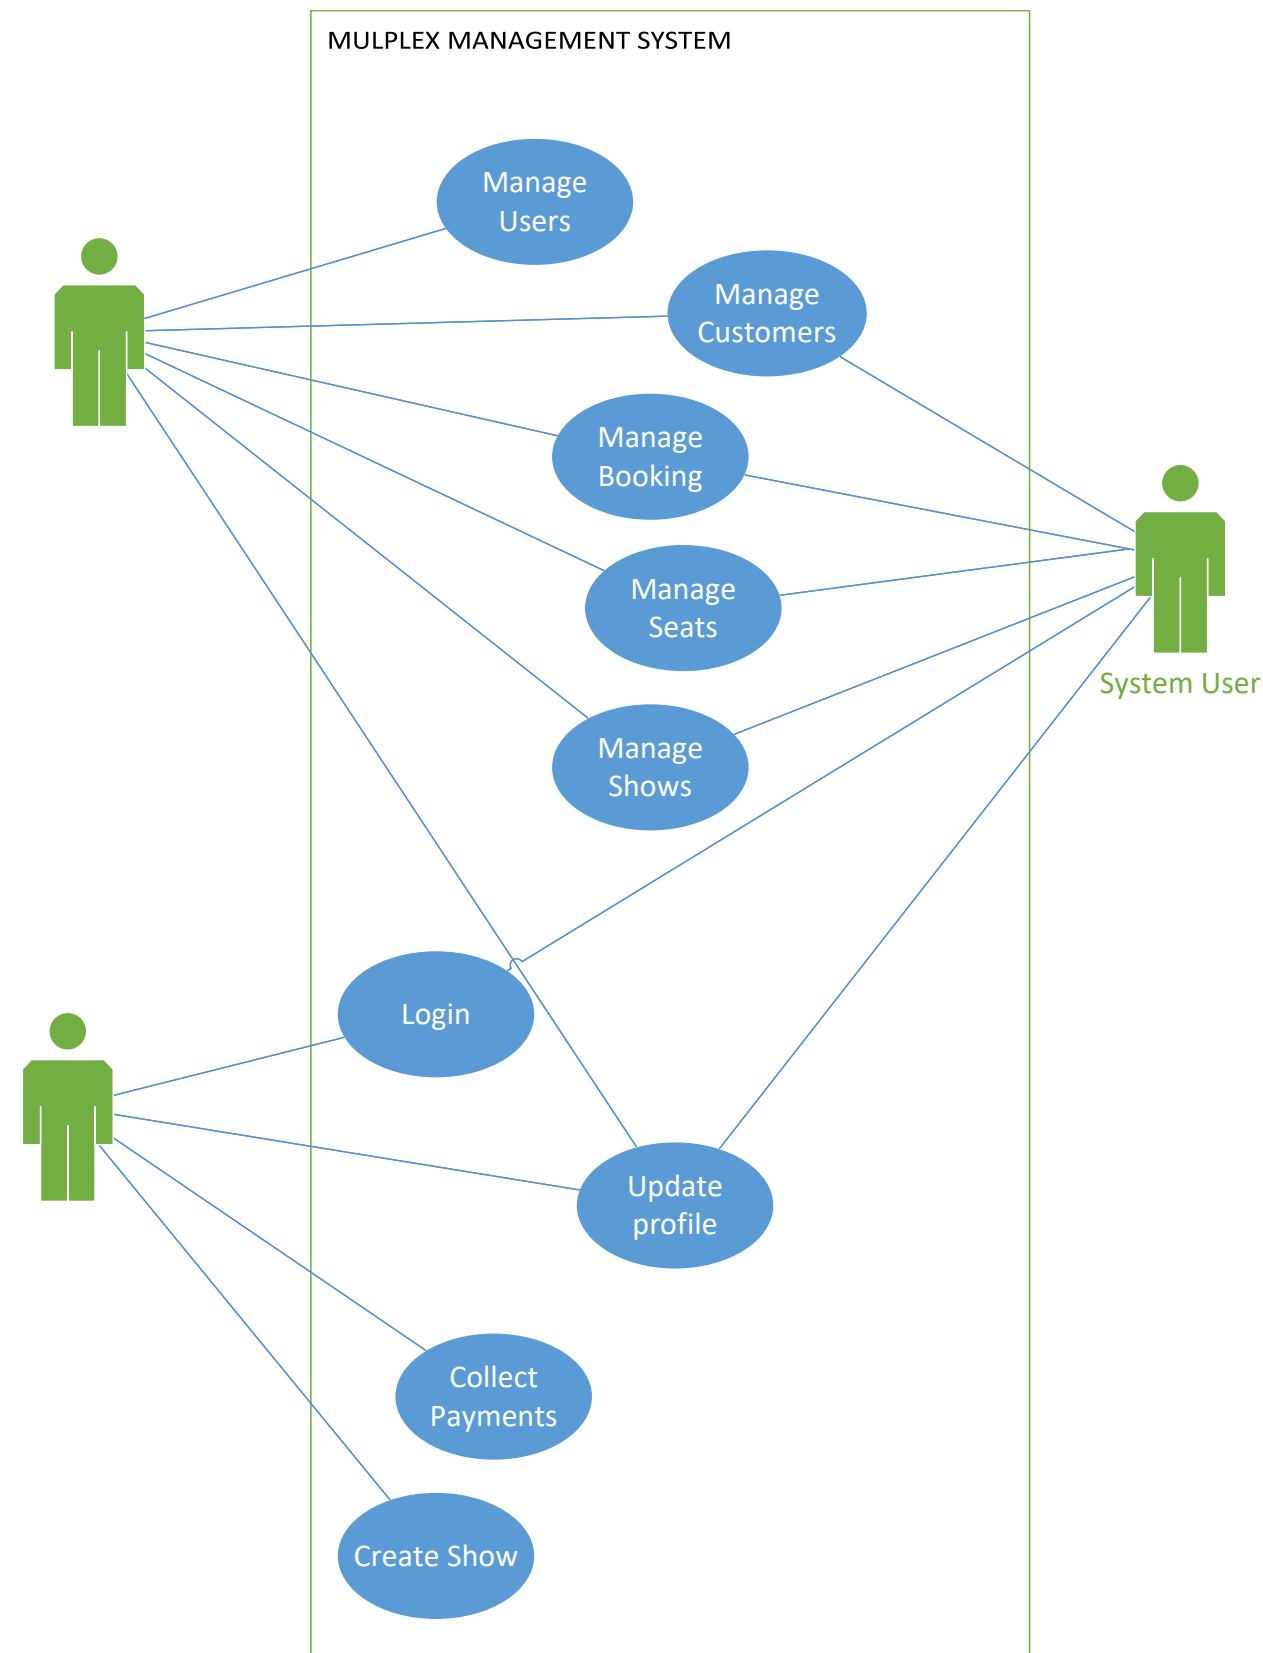 MULPLEX MANAGEMENT SYSTEM
Manage
Users
Manage
Customers
Manage
Booking
Manage
Seats
System User
Manage
Shows
Login
Update
profile
Collect
Payments
Create Show